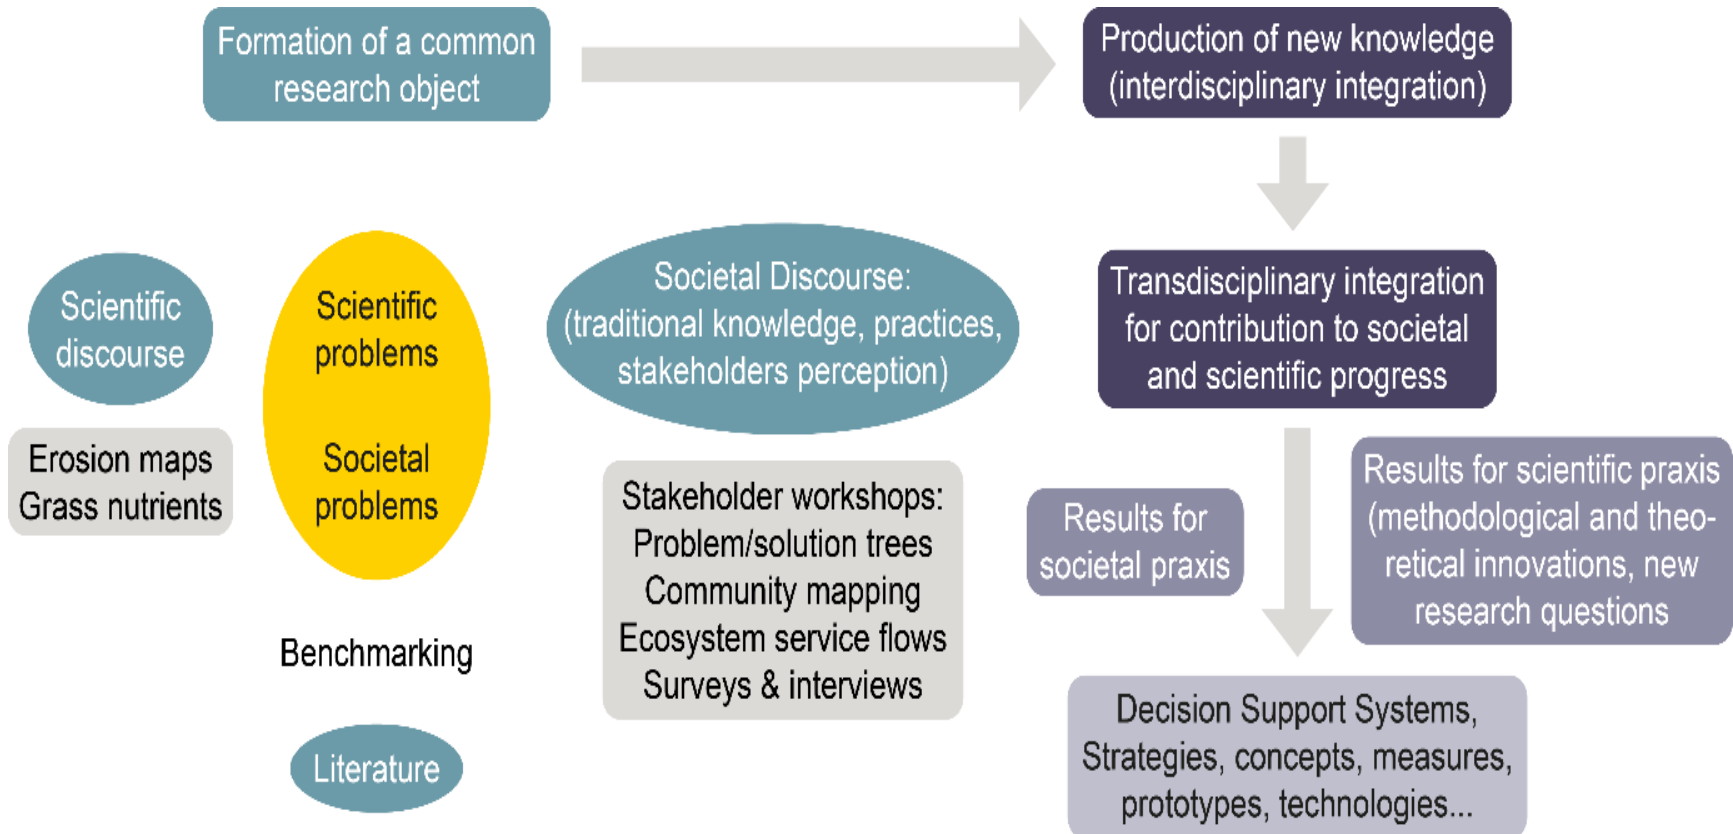 Formation of a common
research object
Production of new knowledge
(interdisciplinary integration)
Scientific
discourse
Erosion maps
Grass nutrients
Scientific
problems
Societal
problems
Benchmarking
Literature
Societal Discourse:
(traditional knowledge, practices,
stakeholders perception)
Stakeholder workshops:
Problem/solution trees
Community mapping
Ecosystem service flows
Surveys & interviews
Transdisciplinary integration
for contribution to societal
and scientific progress
Results for
societal praxis
Results for scientific praxis
(methodological and theo-
retical innovations, new
research questions
Decision Support Systems,
Strategies, concepts, measures,
prototypes, technologies...